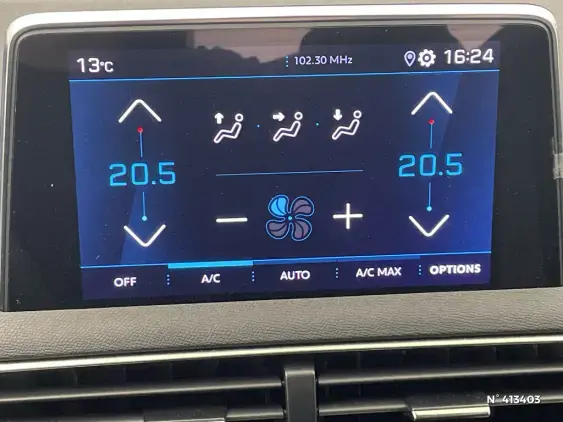 13°C 102.30 MHz 16:24
20.5 20.5
OFF A/C AUTO A/C MAX OPTIONS
N° 413403